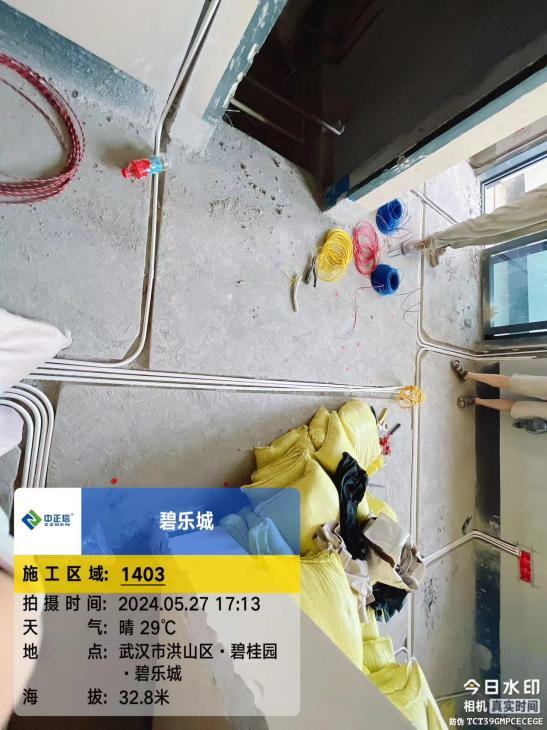 中正信®
ZZSEN
碧乐城
施工区域: 1403
拍摄时间: 2024.05.27 17:13
天气: 晴 29℃
地点: 武汉市洪山区·碧桂园
·碧乐城
海拔: 32.8米
今日水印
相机 真实时间
防伪 TCT39GMPCECEGE